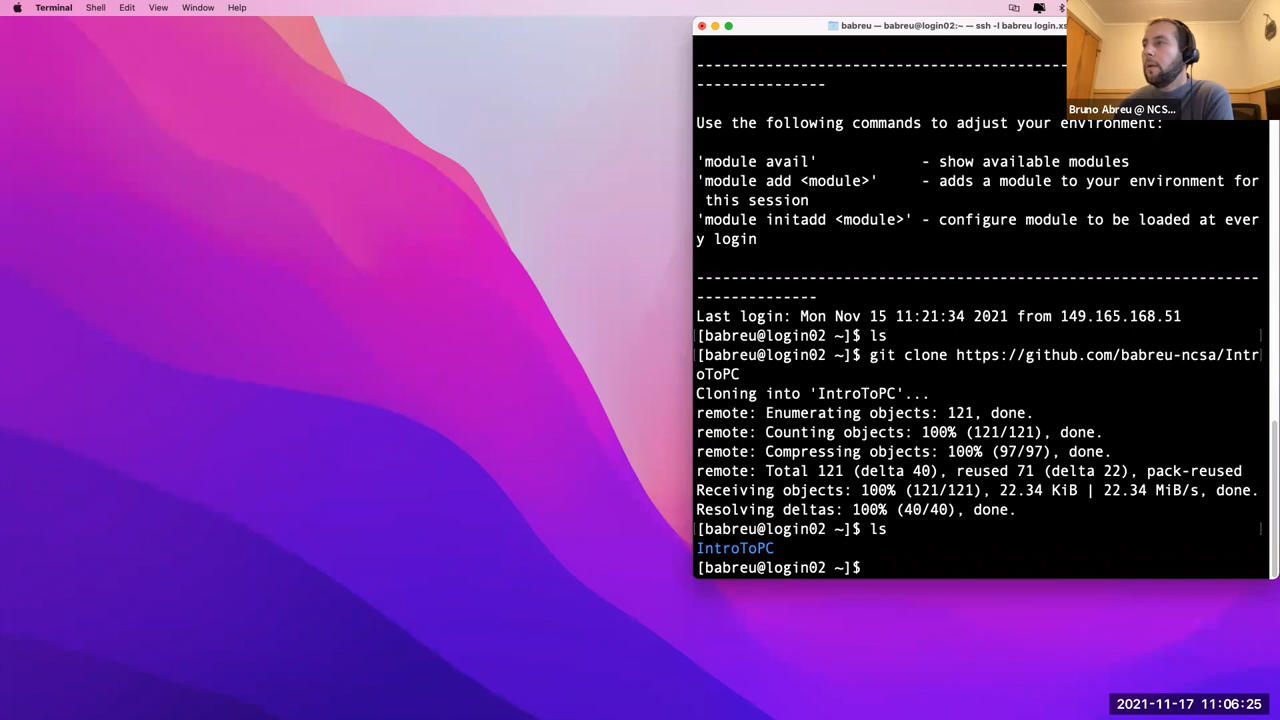 Terminal Shell Edit View Window Help
babreu — babreu@login02:~ — ssh -l babreu login.xs
--------------------------------------------------------------
---------------
Bruno Abreu @ NCS...
Use the following commands to adjust your environment:
'module avail' - show available modules
'module add <module>' - adds a module to your environment for
this session
'module initadd <module>' - configure module to be loaded at ever
y login
-----------------------------------------------------------------
--------------
Last login: Mon Nov 15 11:21:34 2021 from 149.165.168.51
[babreu@login02 ~]$ ls
[babreu@login02 ~]$ git clone https://github.com/babreu-ncsa/Intr
oToPC
Cloning into 'IntroToPC'...
remote: Enumerating objects: 121, done.
remote: Counting objects: 100% (121/121), done.
remote: Compressing objects: 100% (97/97), done.
remote: Total 121 (delta 40), reused 71 (delta 22), pack-reused
Receiving objects: 100% (121/121), 22.34 KiB | 22.34 MiB/s, done.
Resolving deltas: 100% (40/40), done.
[babreu@login02 ~]$ ls
IntroToPC
[babreu@login02 ~]$
2021-11-17 11:06:25